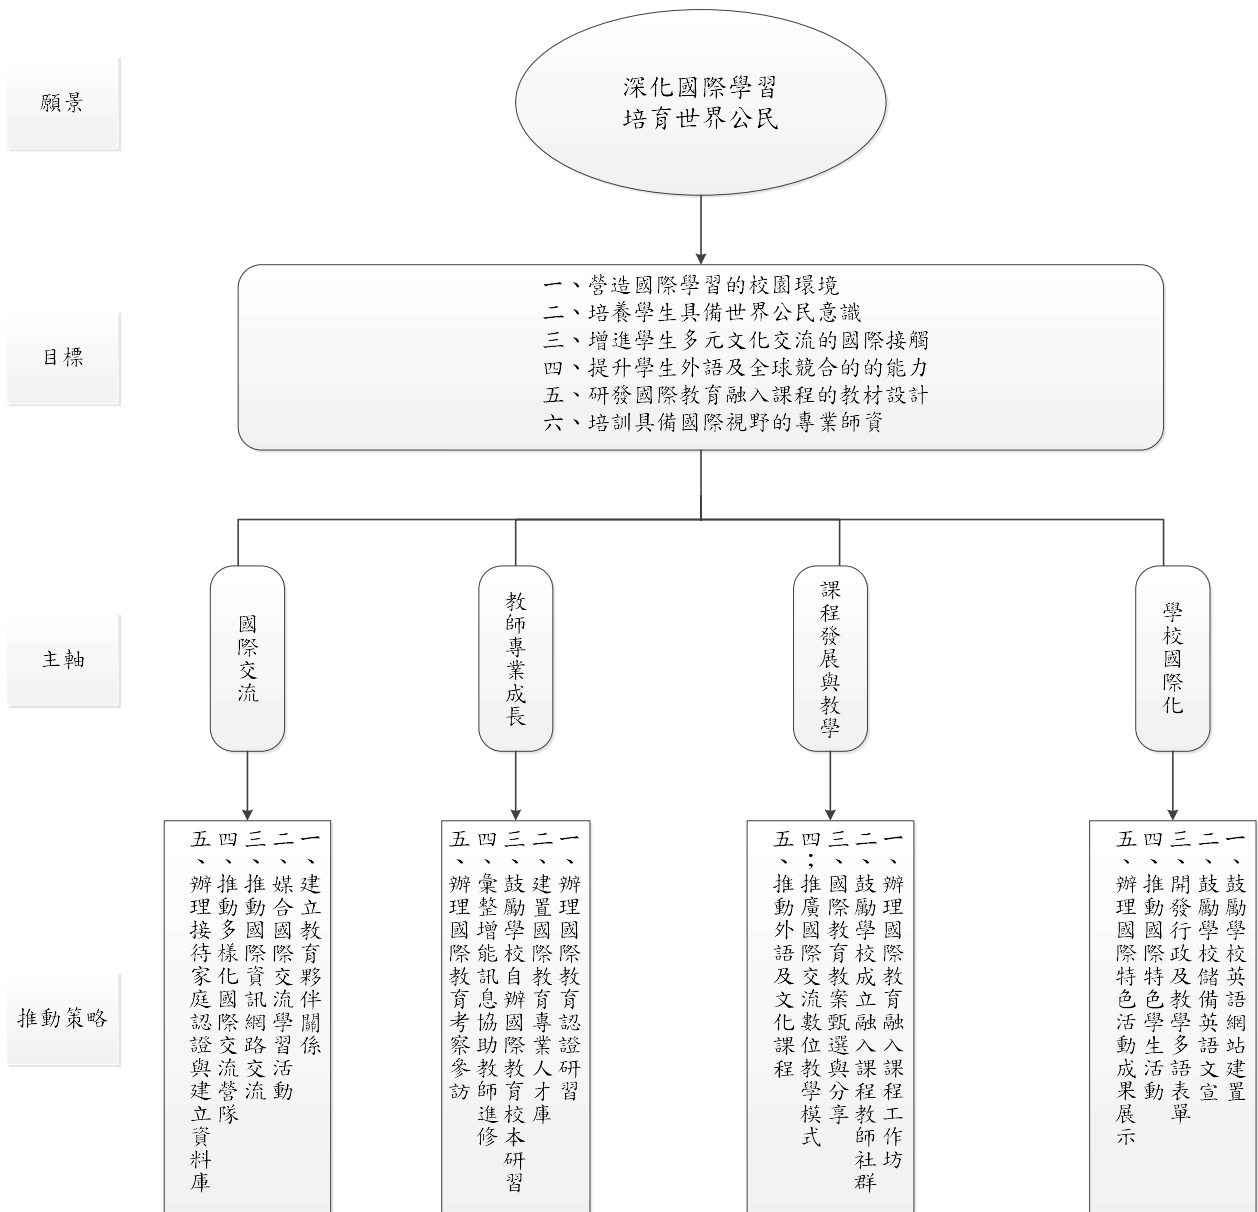 願景
深化國際學習
培育世界公民
目標
一、營造國際學習的校園環境
二、培養學生具備世界公民意識
三、增進學生多元文化交流的國際接觸
四、提升學生外語及全球競合的的能力
五、研發國際教育融入課程的教材設計
六、培訓具備國際視野的專業師資
主軸
國際交流
教師專業成長
課程發展與教學
學校國際化
推動策略
一、建立教育夥伴關係
二、媒合國際交流學習活動
三、推動國際資訊網路交流
四、推動多樣化國際交流營隊
五、辦理接待家庭認證與建立資料庫
一、辦理國際教育認證研習
二、建置國際教育專業人才庫
三、鼓勵學校自辦國際教育校本研習
四、彙整增能訊息協助教師進修
五、辦理國際教育考察參訪
一、辦理國際教育融入課程工作坊
二、鼓勵學校成立融入課程教師社群
三、國際教育教案甄選與分享
四；推廣國際交流數位教學模式
五、推動外語及文化課程
一、鼓勵學校英語網站建置
二、鼓勵學校儲備英語文宣
三、開發行政及教學多語表單
四、推動國際特色學生活動
五、辦理國際特色活動成果展示